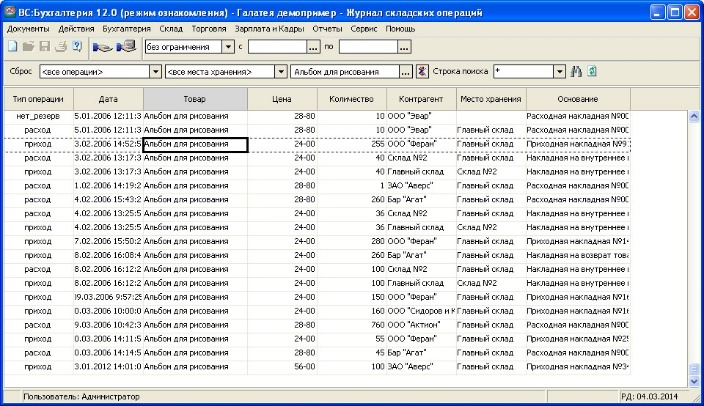 ВС:Бухгалтерия 12.0 (режим ознакомления) - Галатея демопример - Журнал складских операций
Документы Действия Бухгалтерия Склад Торговля Зарплата и Кадры Отчеты Сервис Помощь
без ограничения с ... по ...
Сброс <все операции> <все места хранения> Альбом для рисования ... Строка поиска *
Тип операции Дата Товар Цена Количество Контрагент Место хранения Основание
нет_резерв 5.01.2006 12:11:3 Альбом для рисования 28-80 10 ООО "Эвар" Расходная накладная №00
расход 5.01.2006 12:11:3 Альбом для рисования 28-80 10 ООО "Эвар" Главный склад Расходная накладная №00
приход 3.02.2006 14:52:5 Альбом для рисования 24-00 255 ООО "Феран" Главный склад Приходная накладная №9
расход 3.02.2006 13:17:3 Альбом для рисования 24-00 40 Склад №2 Главный склад Накладная на внутреннее
приход 3.02.2006 13:17:3 Альбом для рисования 24-00 40 Главный склад Склад №2 Накладная на внутреннее
расход 1.02.2006 14:19:2 Альбом для рисования 28-80 1 ЗАО "Аверс" Главный склад Расходная накладная №00
расход 4.02.2006 15:43:2 Альбом для рисования 28-80 260 Бар "Агат" Главный склад Расходная накладная №00
расход 4.02.2006 13:25:5 Альбом для рисования 24-00 36 Склад №2 Главный склад Накладная на внутреннее
приход 4.02.2006 13:25:5 Альбом для рисования 24-00 36 Главный склад Склад №2 Накладная на внутреннее
приход 7.02.2006 15:50:2 Альбом для рисования 24-00 280 ООО "Феран" Главный склад Приходная накладная №1
приход 8.02.2006 16:08:4 Альбом для рисования 24-00 260 Бар "Агат" Главный склад Накладная на возврат това
расход 8.02.2006 16:12:2 Альбом для рисования 24-00 100 Склад №2 Главный склад Накладная на внутреннее
приход 8.02.2006 16:12:2 Альбом для рисования 24-00 100 Главный склад Склад №2 Накладная на внутреннее
приход 09.03.2006 9:57:25 Альбом для рисования 24-00 150 ООО "Феран" Главный склад Приходная накладная №16
приход 0.03.2006 10:00:0 Альбом для рисования 24-00 160 ООО "Сидоров и К Главный склад Приходная накладная №16
расход 9.03.2006 10:42:3 Альбом для рисования 28-80 760 ООО "Актион" Главный склад Расходная накладная №00
приход 0.03.2006 14:11:5 Альбом для рисования 24-00 55 ООО "Феран" Главный склад Приходная накладная №25
расход 0.03.2006 14:14:5 Альбом для рисования 28-80 45 Бар "Агат" Главный склад Расходная накладная №00
приход 3.01.2012 14:01:0 Альбом для рисования 56-00 100 ЗАО "Аверс" Главный склад Приходная накладная №3
Пользователь: Администратор РД: 04.03.2014